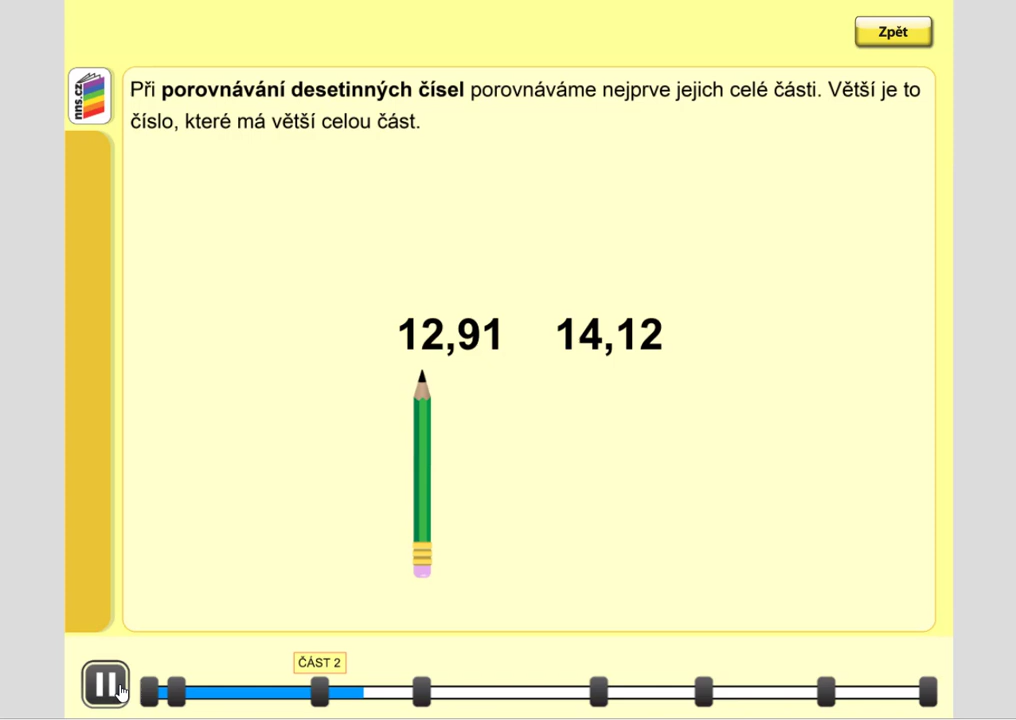 Zpět
nns.cz
Při porovnávání desetinných čísel porovnáváme nejprve jejich celé části. Větší je to
číslo, které má větší celou část.
12,91 14,12
ČÁST 2